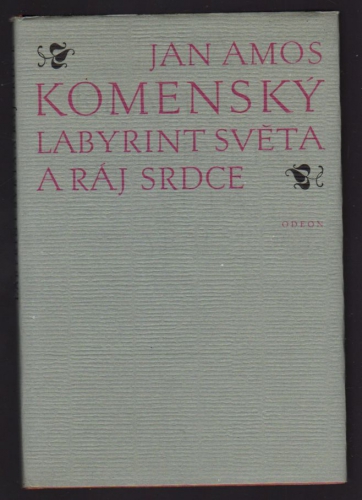 JAN AMOS
KOMENSKÝ
LABYRINT SVĚTA
A RÁJ SRDCE
ODEON